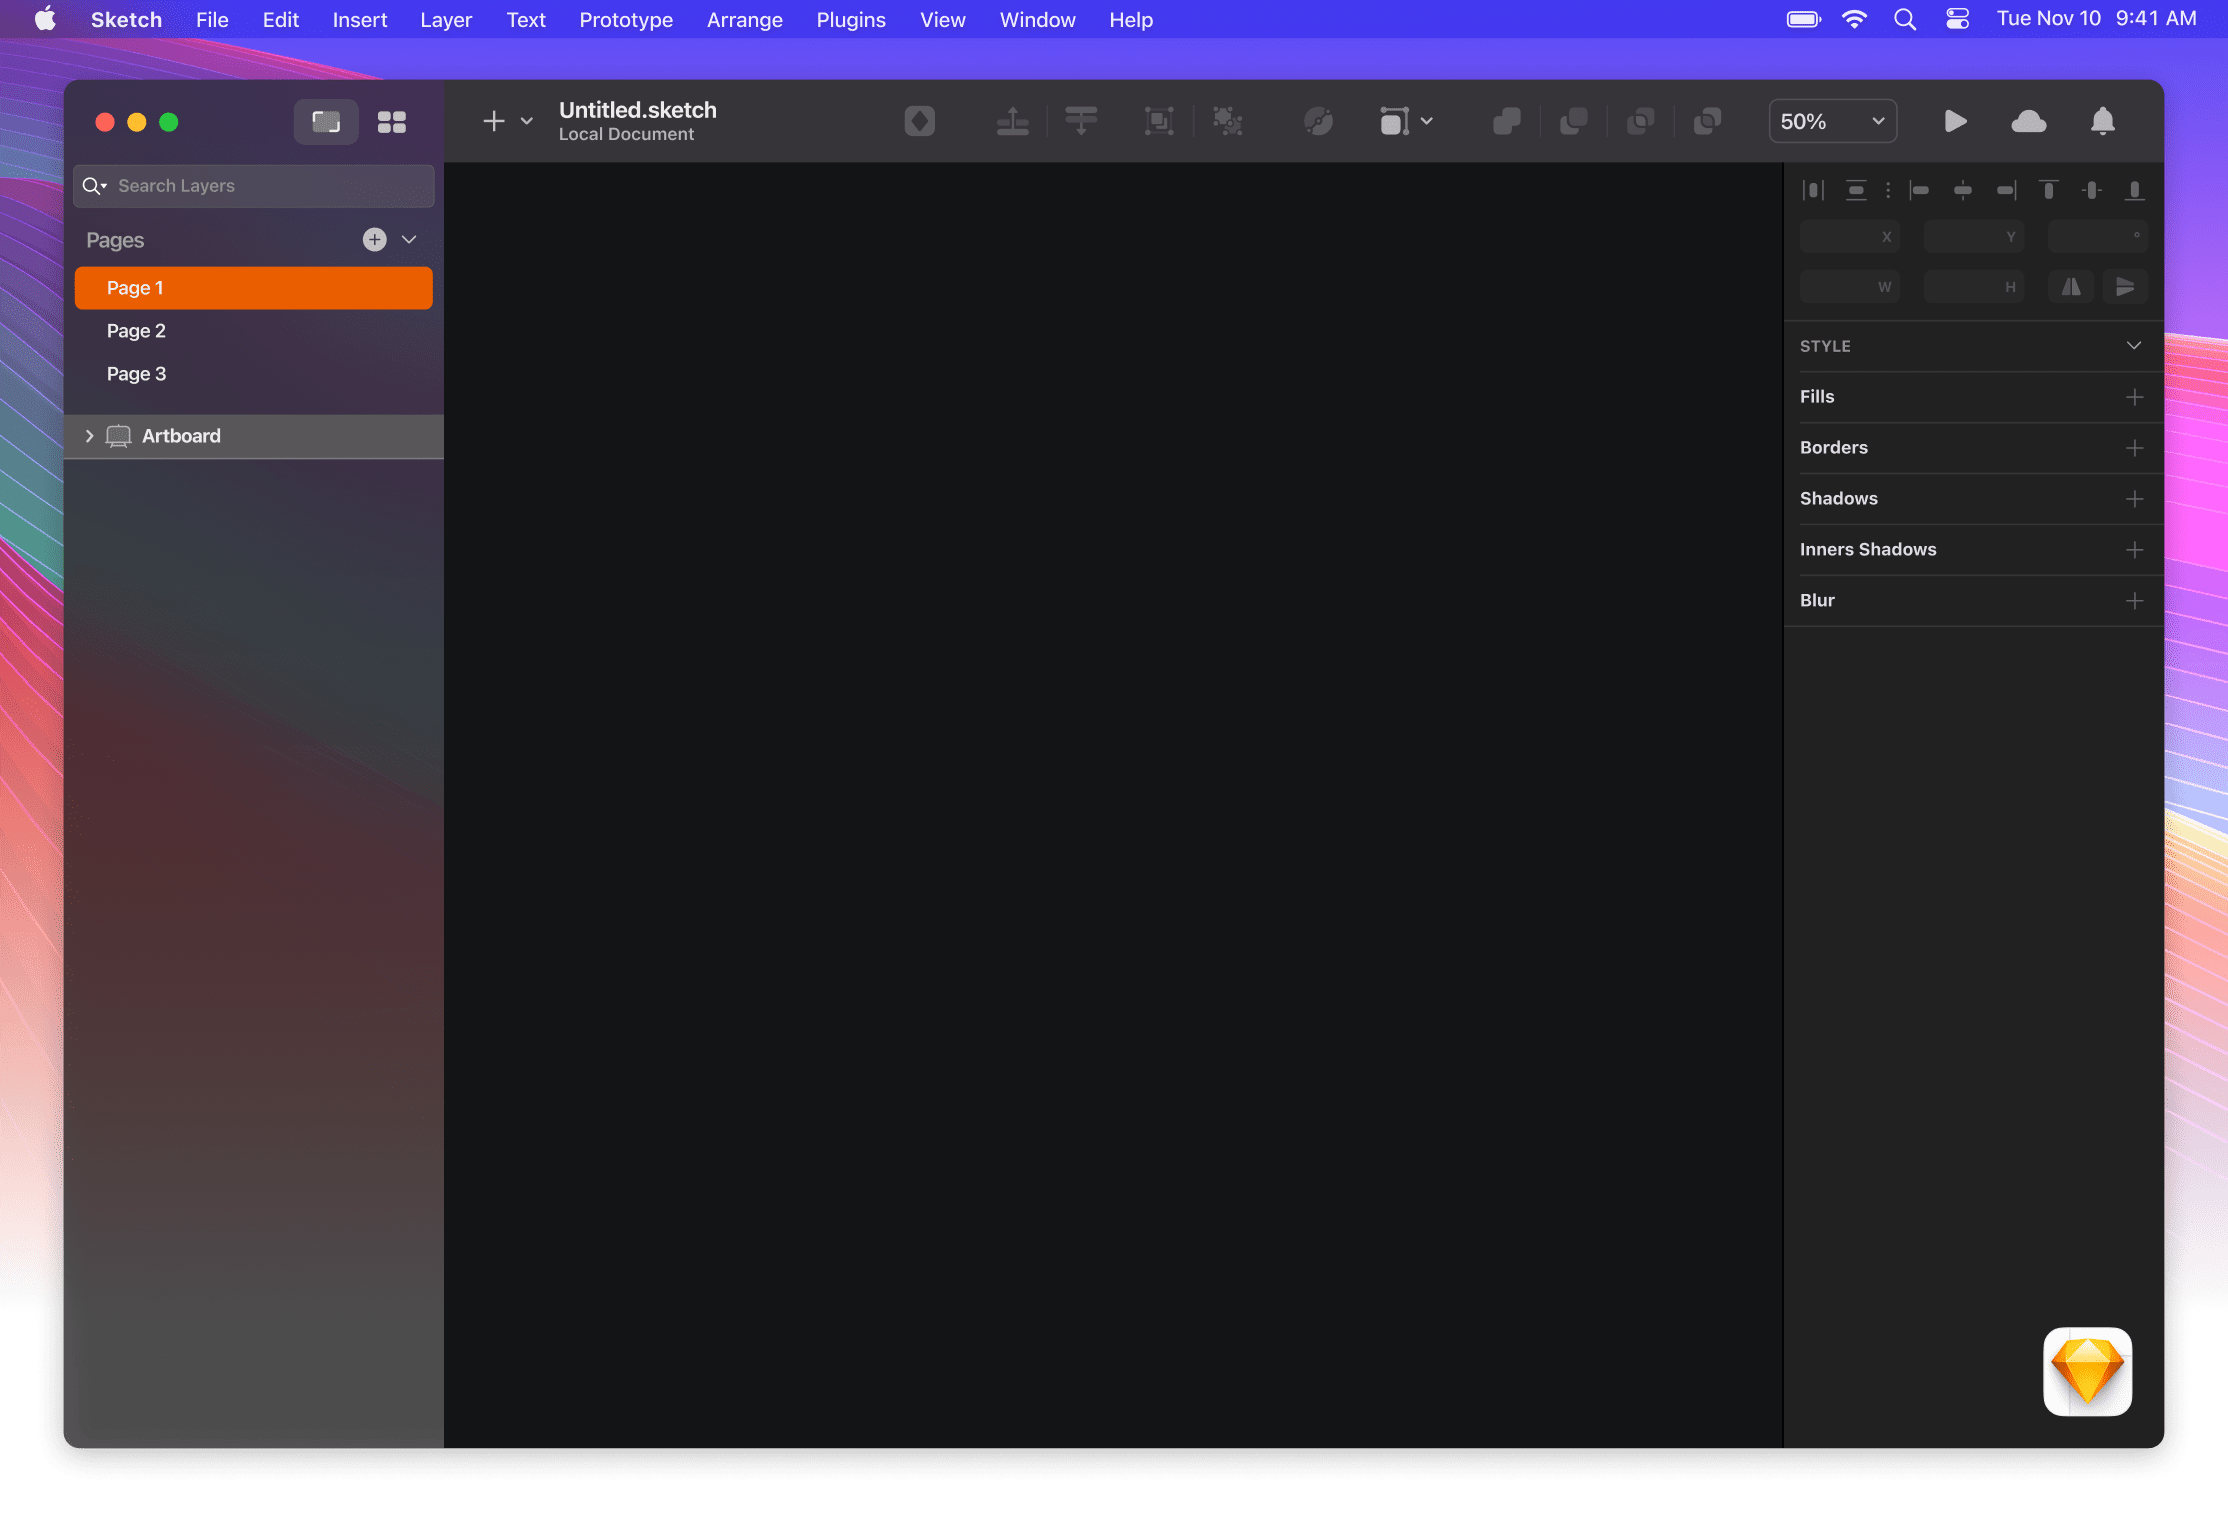 Sketch File Edit Insert Layer Text Prototype Arrange Plugins View Window Help Tue Nov 10 9:41 AM
Untitled.sketch
Local Document
50%
Search Layers
Pages
Page 1
Page 2
Page 3
Artboard
X Y °
W H
STYLE
Fills
Borders
Shadows
Inners Shadows
Blur